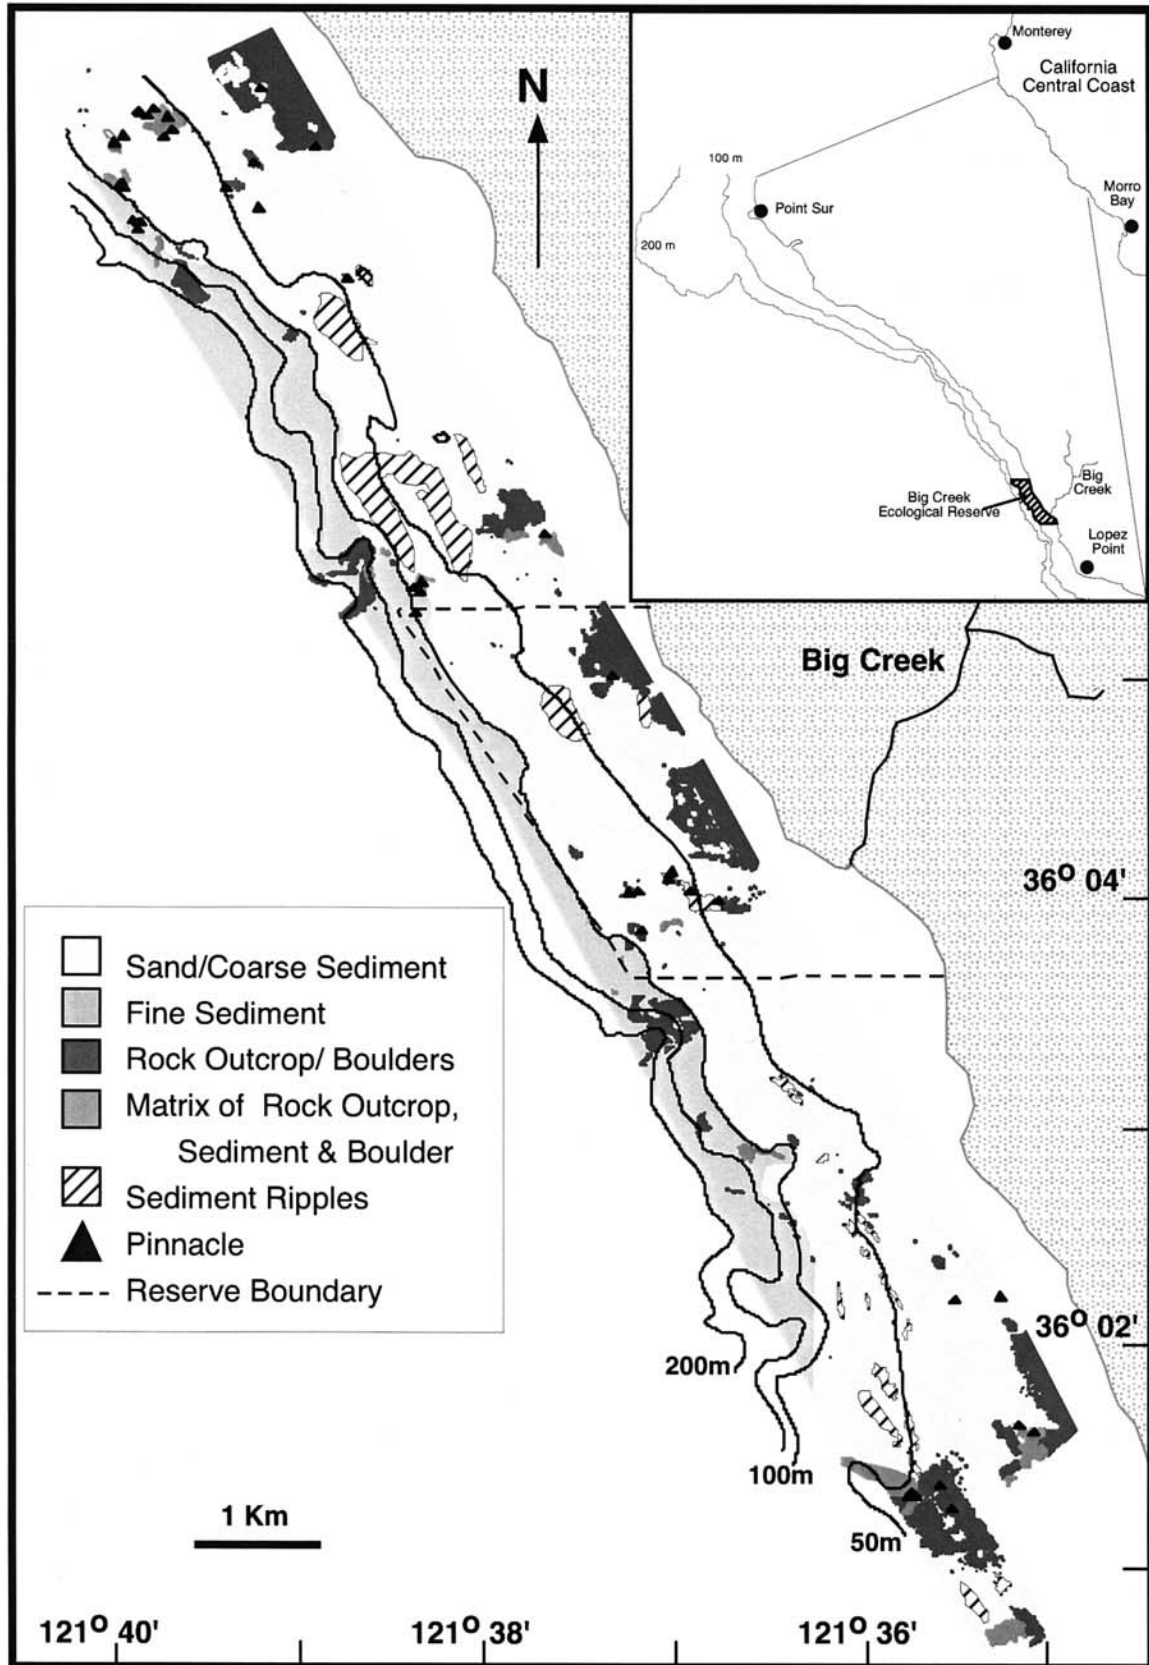 N
Monterey
California
Central Coast
100 m
Morro
Bay
Point Sur
200 m
Big Creek
Ecological Reserve
Big
Creek
Lopez
Point
Big Creek
36° 04'
Sand/Coarse Sediment
Fine Sediment
Rock Outcrop/ Boulders
Matrix of Rock Outcrop,
Sediment & Boulder
Sediment Ripples
Pinnacle
Reserve Boundary
36° 02'
200m
100m
50m
1 Km
121° 40'
121° 38'
121° 36'